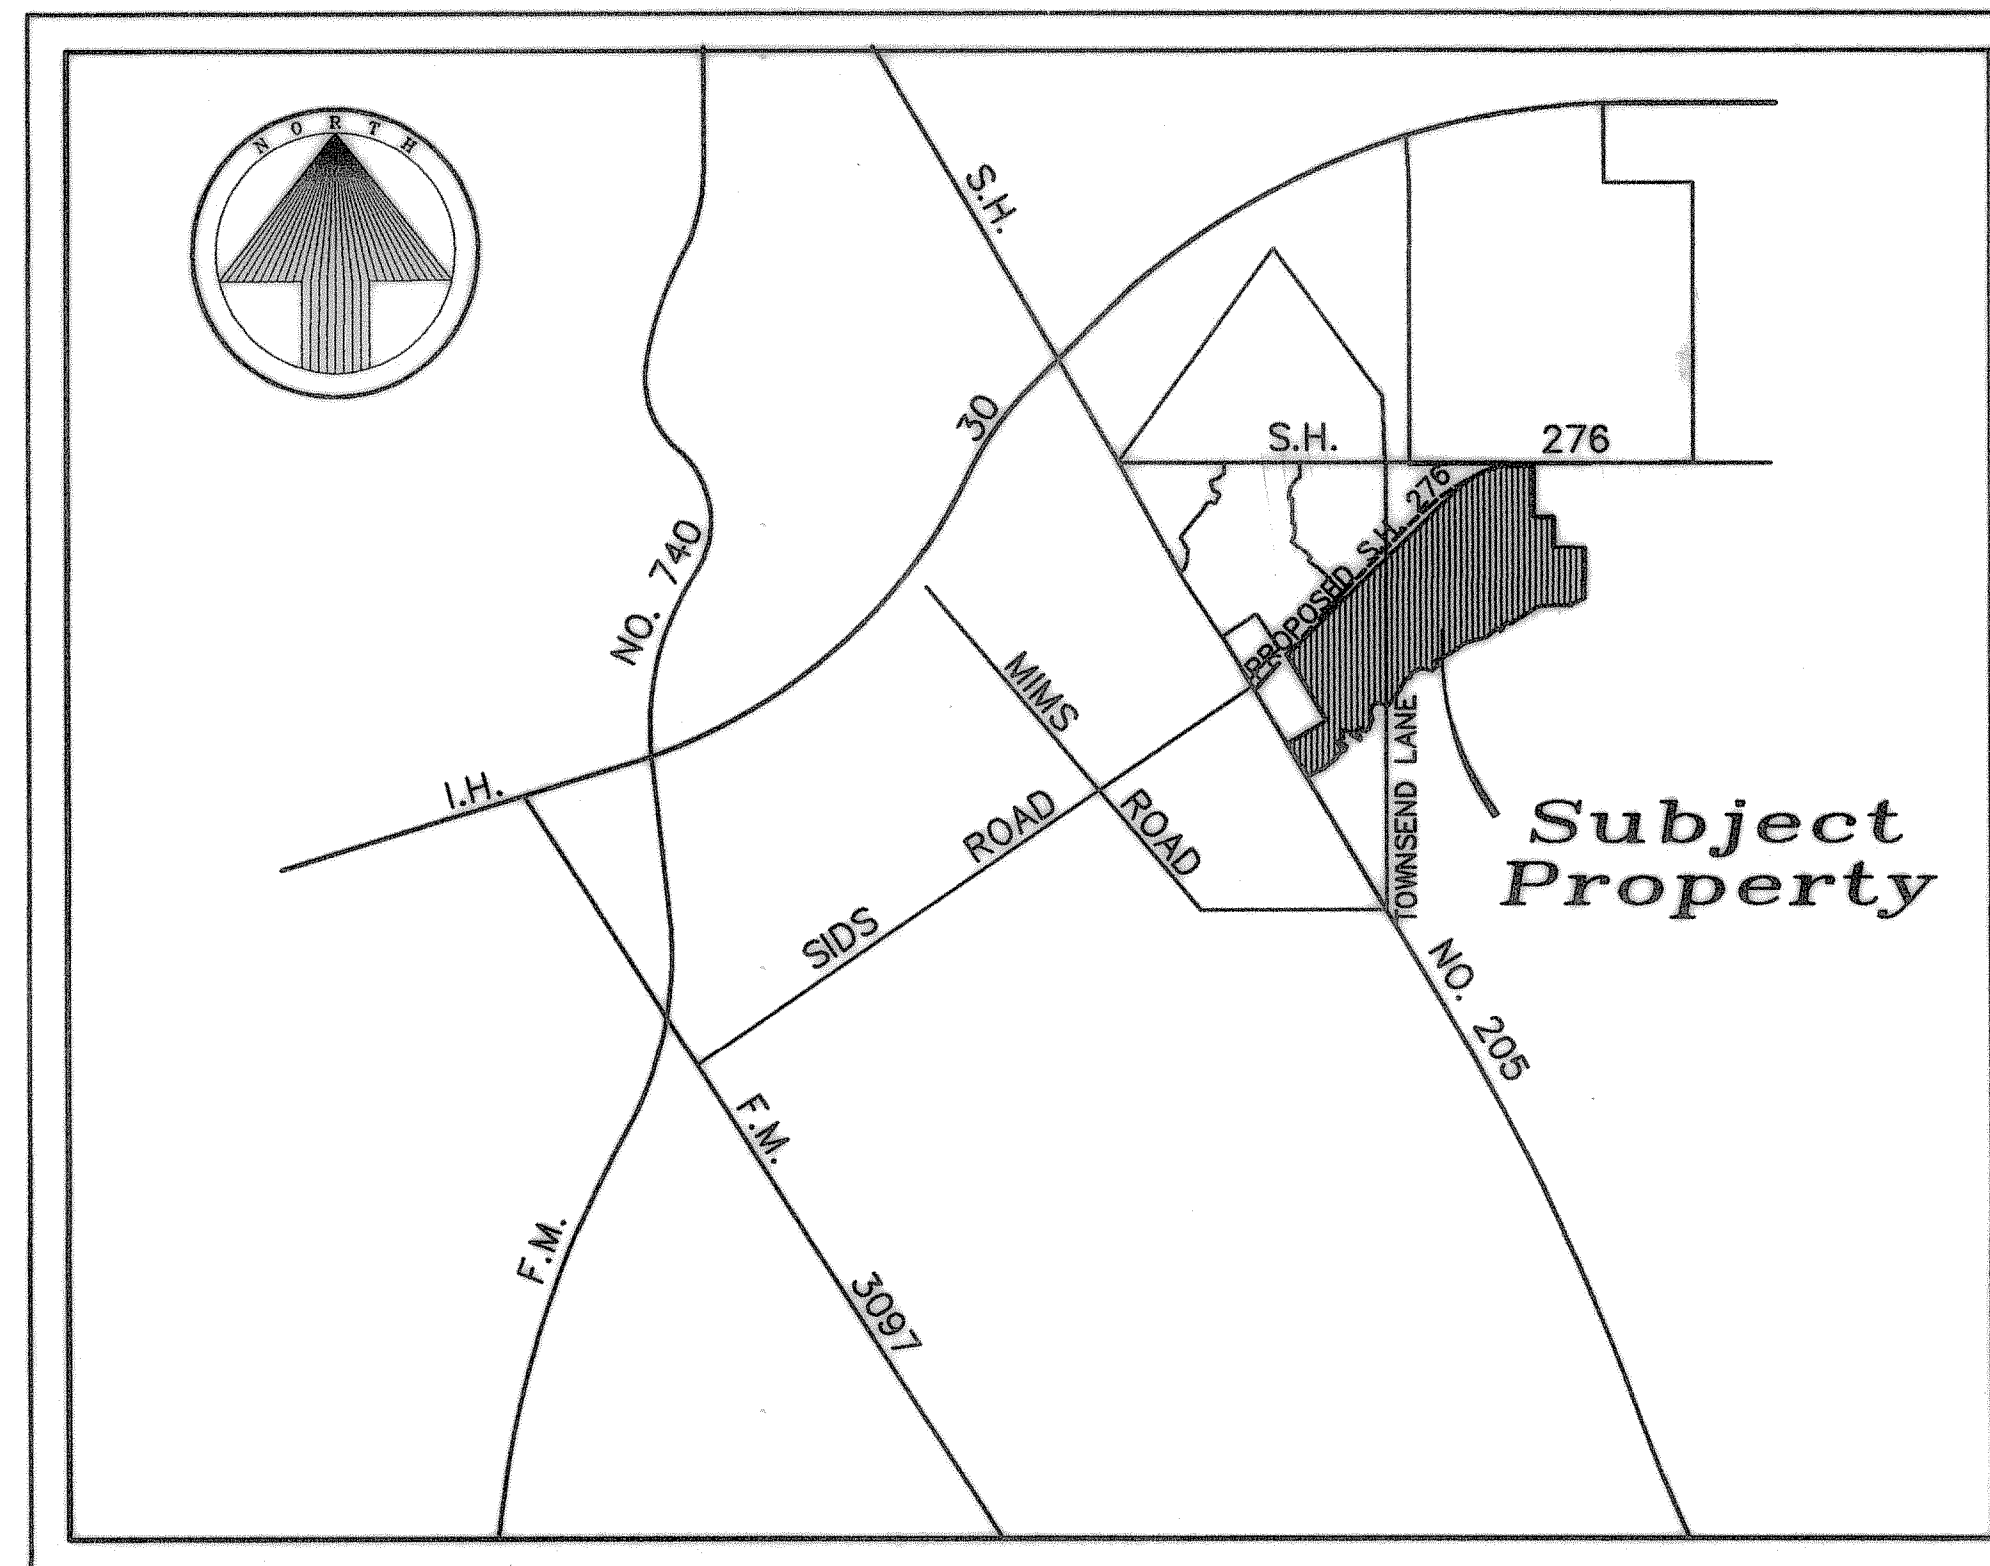 NORTH
S.H.
30
S.H.
276
PROPOSED S.H. 276
NO. 740
MIMS
ROAD
I.H.
SIDS
ROAD
TOWNSEND LANE
Subject
Property
NO. 205
F.M.
3097
F.M.